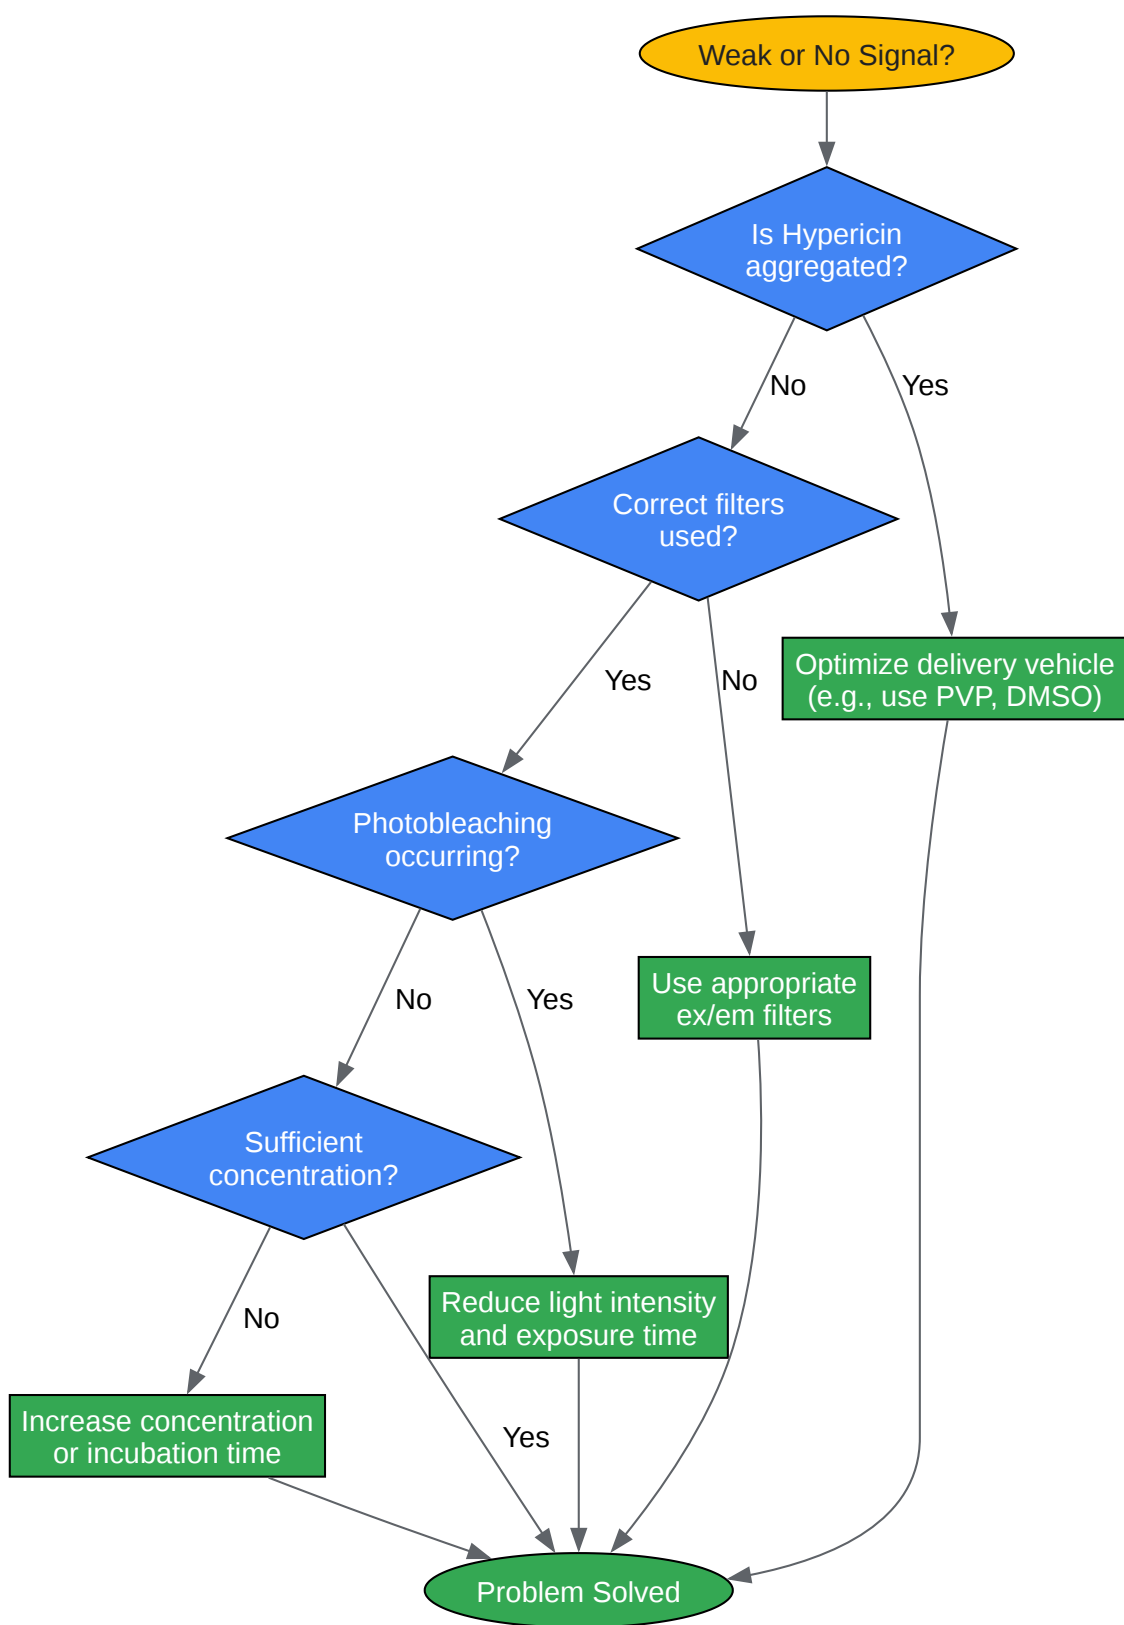 Weak or No Signal?
Is Hypericin
aggregated?
No
Yes
Correct filters
used?
Yes
No
Optimize delivery vehicle
(e.g., use PVP, DMSO)
Photobleaching
occurring?
No
Yes
Use appropriate
ex/em filters
Sufficient
concentration?
No
Reduce light intensity
and exposure time
Increase concentration
or incubation time
Yes
Problem Solved